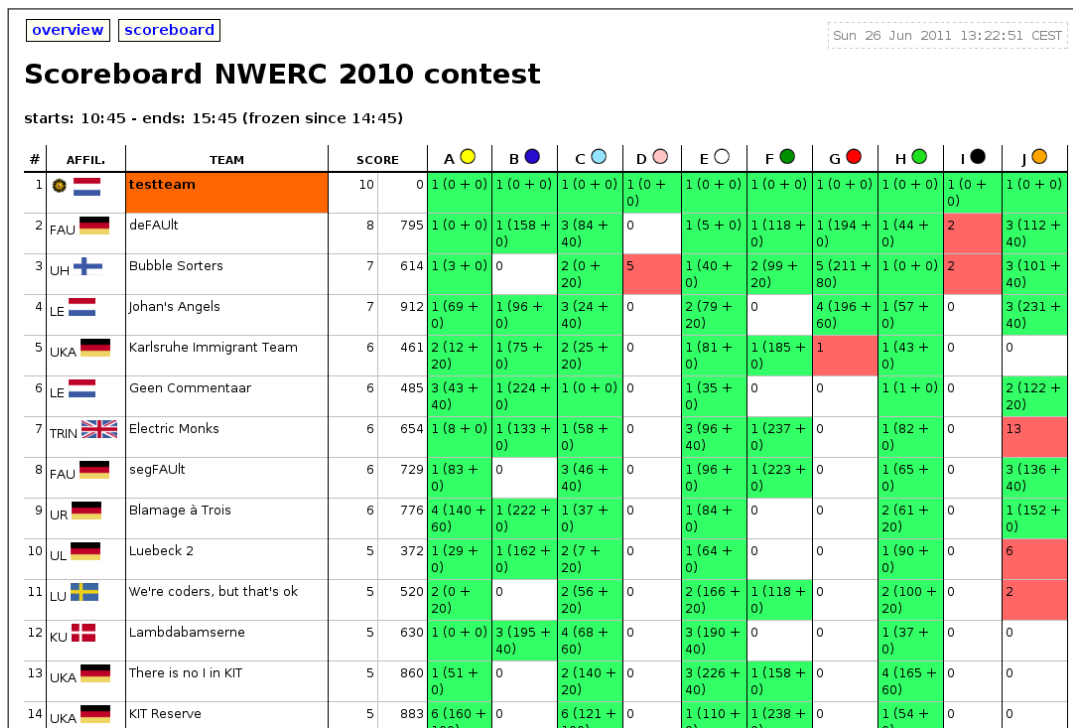 overview scoreboard
Sun 26 Jun 2011 13:22:51 CEST
Scoreboard NWERC 2010 contest
starts: 10:45 - ends: 15:45 (frozen since 14:45)
# AFFIL. TEAM SCORE A B C D E F G H I J
1 testteam 10 0 1 (0 + 0) 1 (0 + 0) 1 (0 + 0) 1 (0 + 0) 1 (0 + 0) 1 (0 + 0) 1 (0 + 0) 1 (0 + 0) 1 (0 + 0) 1 (0 + 0)
2 FAU deFAUlt 8 795 1 (0 + 0) 1 (158 + 0) 3 (84 + 40) 0 1 (5 + 0) 1 (118 + 0) 1 (194 + 0) 1 (44 + 0) 2 3 (112 + 40)
3 UH Bubble Sorters 7 614 1 (3 + 0) 0 2 (0 + 20) 5 1 (40 + 0) 2 (99 + 20) 5 (211 + 80) 1 (0 + 0) 2 3 (101 + 40)
4 LE Johan's Angels 7 912 1 (69 + 0) 1 (96 + 0) 3 (24 + 40) 0 2 (79 + 20) 0 4 (196 + 60) 1 (57 + 0) 0 3 (231 + 40)
5 UKA Karlsruhe Immigrant Team 6 461 2 (12 + 20) 1 (75 + 0) 2 (25 + 20) 0 1 (81 + 0) 1 (185 + 0) 1 1 (43 + 0) 0 0
6 LE Geen Commentaar 6 485 3 (43 + 40) 1 (224 + 0) 1 (0 + 0) 0 1 (35 + 0) 0 0 1 (1 + 0) 0 2 (122 + 20)
7 TRIN Electric Monks 6 654 1 (8 + 0) 1 (133 + 0) 1 (58 + 0) 0 3 (96 + 40) 1 (237 + 0) 0 1 (82 + 0) 0 13
8 FAU segFAUlt 6 729 1 (83 + 0) 0 3 (46 + 40) 0 1 (96 + 0) 1 (223 + 0) 0 1 (65 + 0) 0 3 (136 + 40)
9 UR Blamage à Trois 6 776 4 (140 + 60) 1 (222 + 0) 1 (37 + 0) 0 1 (84 + 0) 0 0 2 (61 + 20) 0 1 (152 + 0)
10 UL Luebeck 2 5 372 1 (29 + 0) 1 (162 + 0) 2 (7 + 20) 0 1 (64 + 0) 0 0 1 (90 + 0) 0 6
11 LU We're coders, but that's ok 5 520 2 (0 + 20) 0 2 (56 + 20) 0 2 (166 + 20) 1 (118 + 0) 0 2 (100 + 20) 0 2
12 KU Lambdabamserne 5 630 1 (0 + 0) 3 (195 + 40) 4 (68 + 60) 0 3 (190 + 40) 0 0 1 (37 + 0) 0 0
13 UKA There is no I in KIT 5 860 1 (51 + 0) 0 2 (140 + 20) 0 3 (226 + 40) 1 (158 + 0) 0 4 (165 + 60) 0 0
14 UKA KIT Reserve 5 883 6 (160 + 0 6 (121 + 0 1 (110 + 1 (238 + 0 1 (54 + 0 0